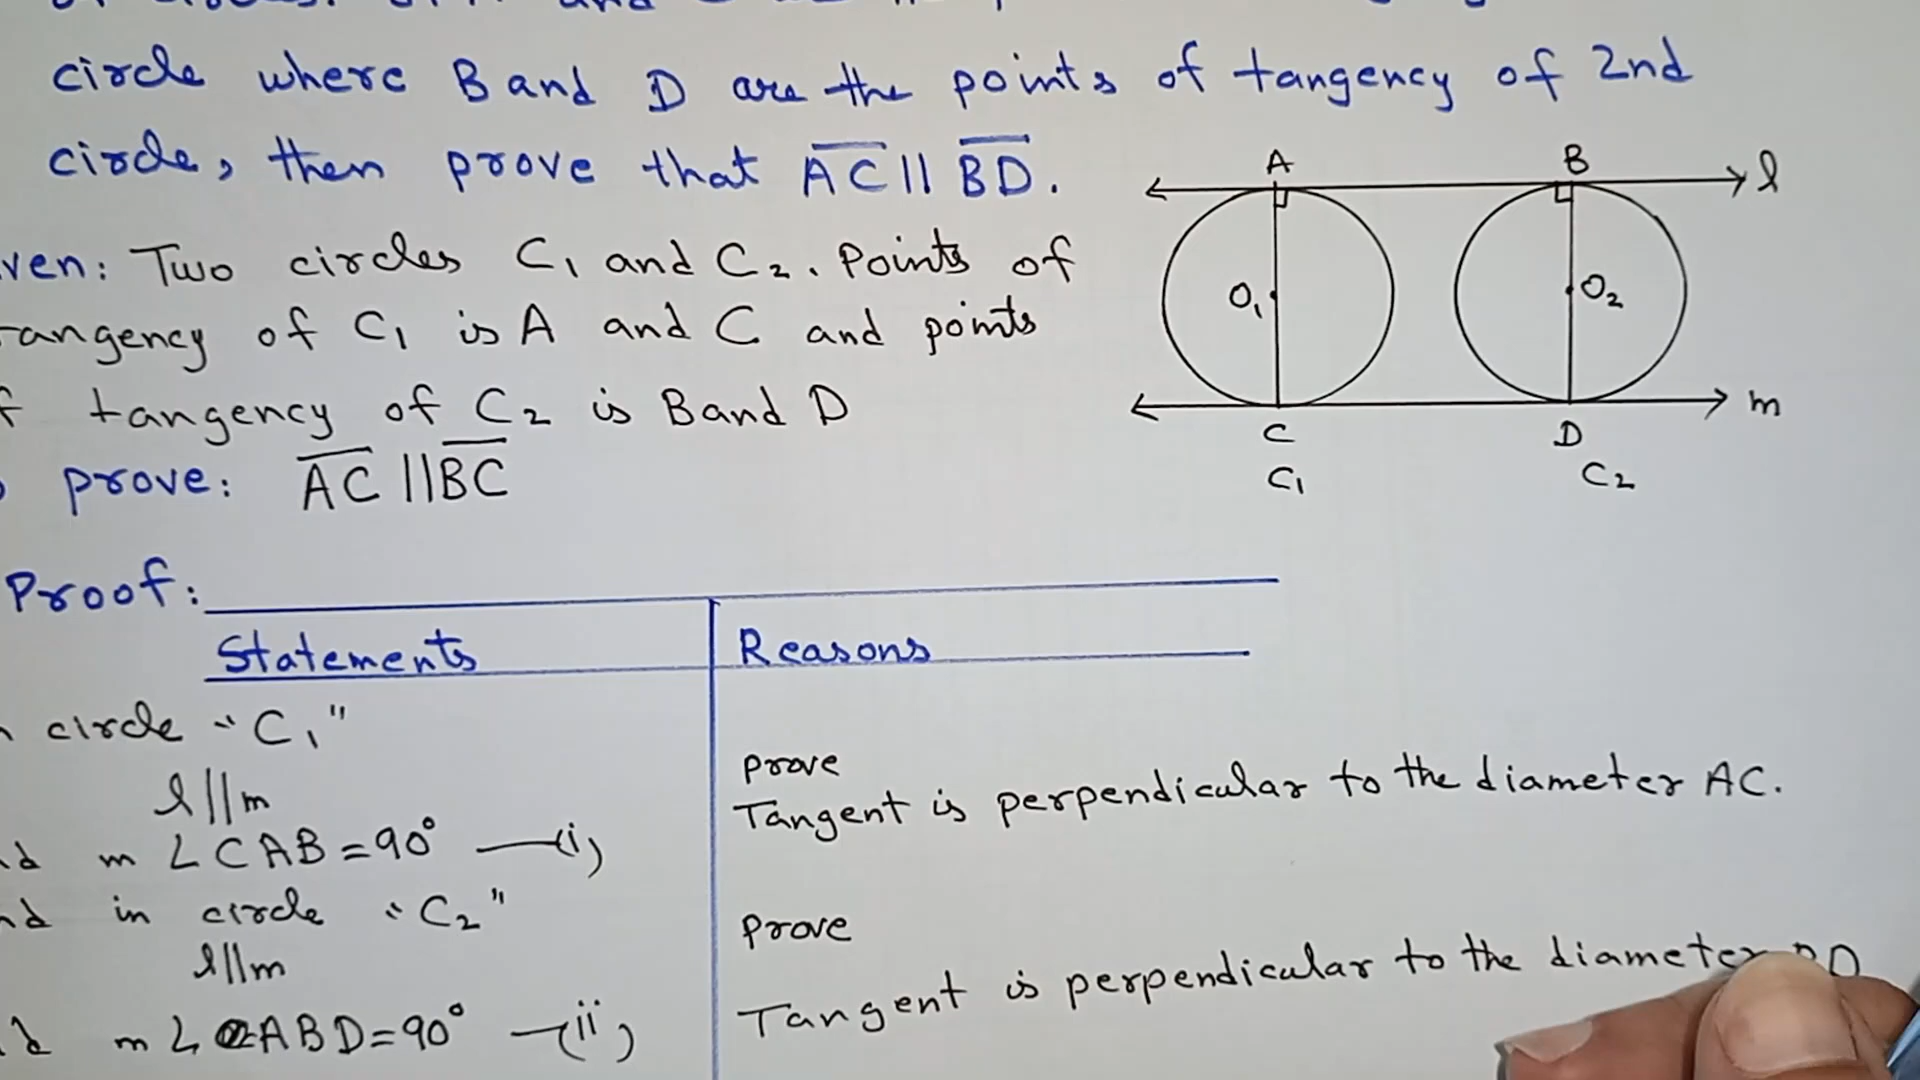 circle where B and D are the points of tangency of 2nd
circle, then prove that AC || BD.
ven: Two circles C₁ and C₂. Points of
angency of C₁ is A and C and points
f tangency of C₂ is B and D
prove: AC || BC
A
B
l
O₁
O₂
m
C
D
C₁
C₂
Proof:
Statements
Reasons
circle "C₁"
l||m
prove
Tangent is perpendicular to the diameter AC.
d m∠CAB=90° —(i)
nd in circle "C₂"
l||m
prove
Tangent is perpendicular to the diameter BD
d m∠ABD=90° —(ii)